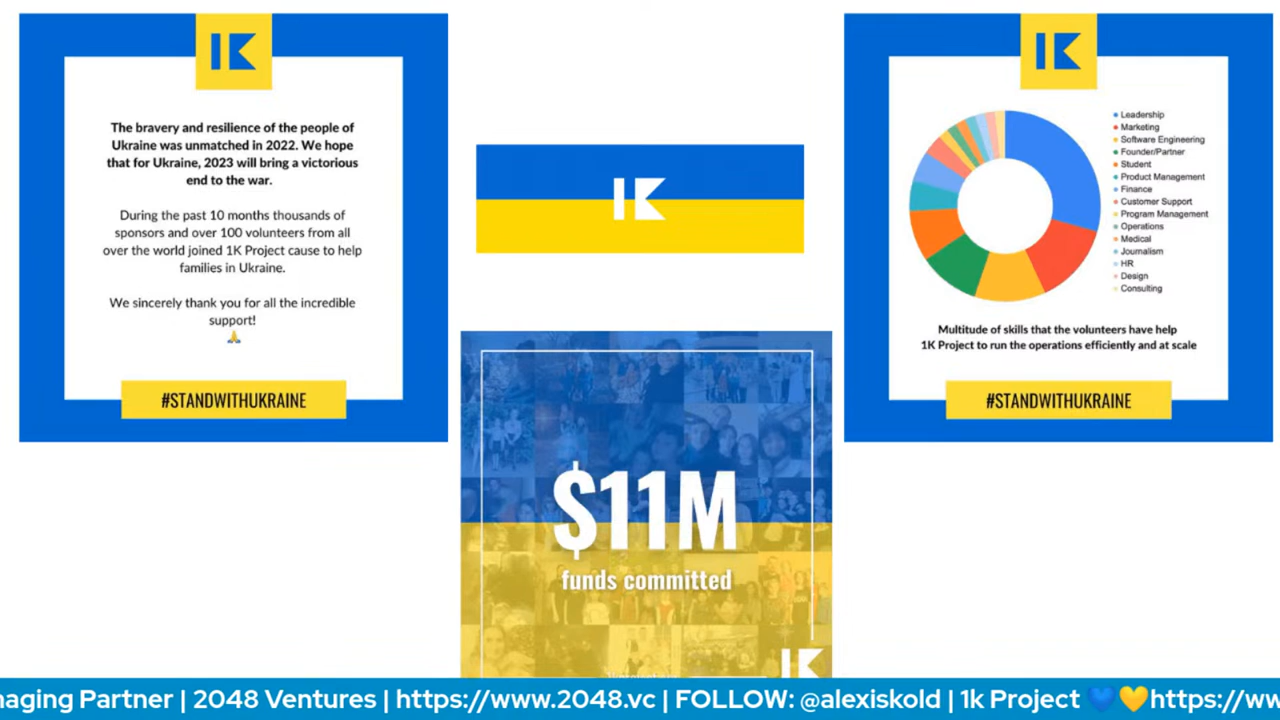 1K
The bravery and resilience of the people of
Ukraine was unmatched in 2022. We hope
that for Ukraine, 2023 will bring a victorious
end to the war.
During the past 10 months thousands of
sponsors and over 100 volunteers from all
over the world joined 1K Project cause to help
families in Ukraine.
We sincerely thank you for all the incredible
support!
🙏
#STANDWITHUKRAINE
1K
$11M
funds committed
1K
1K
Leadership
Marketing
Software Engineering
Founder/Partner
Student
Product Management
Finance
Customer Support
Program Management
Operations
Medical
Journalism
HR
Design
Consulting
Multitude of skills that the volunteers have help
1K Project to run the operations efficiently and at scale
#STANDWITHUKRAINE
naging Partner | 2048 Ventures | https://www.2048.vc | FOLLOW: @alexiskold | 1k Project 💙💛https://ww